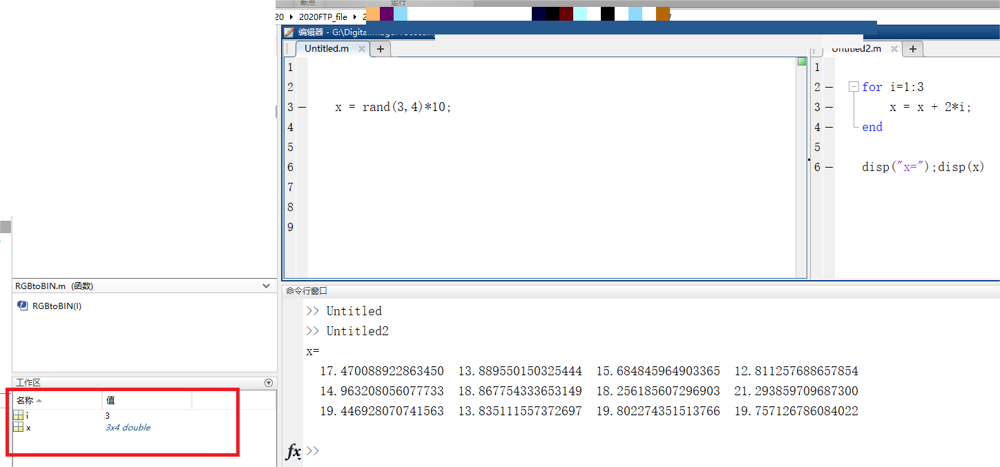 断点 运行
20 2020FTP_file
编辑器 - G:\Digita
Untitled.m
1
2
3 x = rand(3,4)*10;
4
5
6
7
8
9
Untitled2.m
1
2 for i=1:3
3 x = x + 2*i;
4 end
5
6 disp("x=");disp(x)
RGBtoBIN.m (函数)
RGBtoBIN(I)
工作区
名称 值
i 3
x 3x4 double
命令行窗口
>> Untitled
>> Untitled2
x=
17.470088922863450 13.889550150325444 15.684845964903365 12.811257688657854
14.963208056077733 18.867754333653149 18.256185607296903 21.293859709687300
19.446928070741563 13.835111557372697 19.802274351513766 19.757126786084022
fx >>